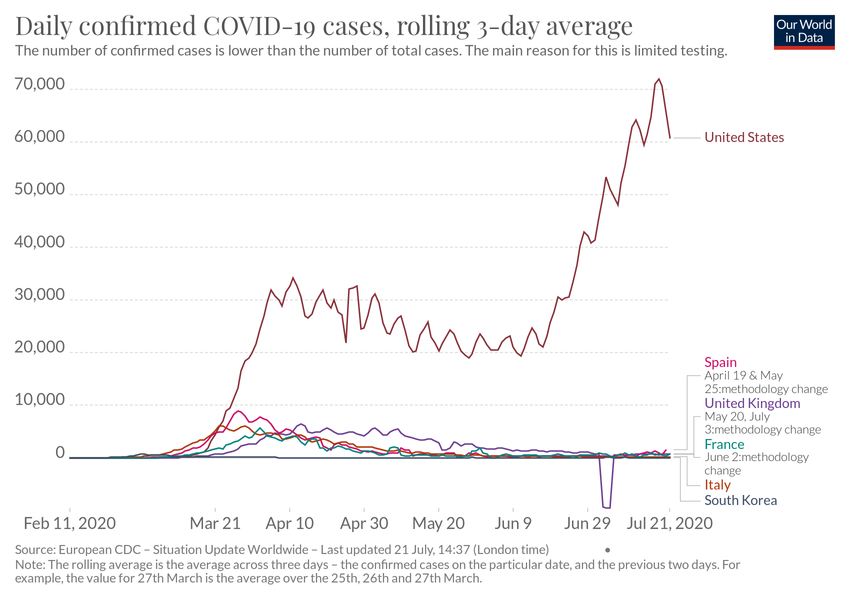 Daily confirmed COVID-19 cases, rolling 3-day average
Our World
in Data
The number of confirmed cases is lower than the number of total cases. The main reason for this is limited testing.
70,000
60,000
50,000
40,000
30,000
20,000
10,000
0
United States
Spain
April 19 & May
25:methodology change
United Kingdom
May 20, July
3:methodology change
France
June 2:methodology
change
Italy
South Korea
Feb 11, 2020
Mar 21
Apr 10
Apr 30
May 20
Jun 9
Jun 29
Jul 21, 2020
Source: European CDC – Situation Update Worldwide – Last updated 21 July, 14:37 (London time)
Note: The rolling average is the average across three days – the confirmed cases on the particular date, and the previous two days. For
example, the value for 27th March is the average over the 25th, 26th and 27th March.